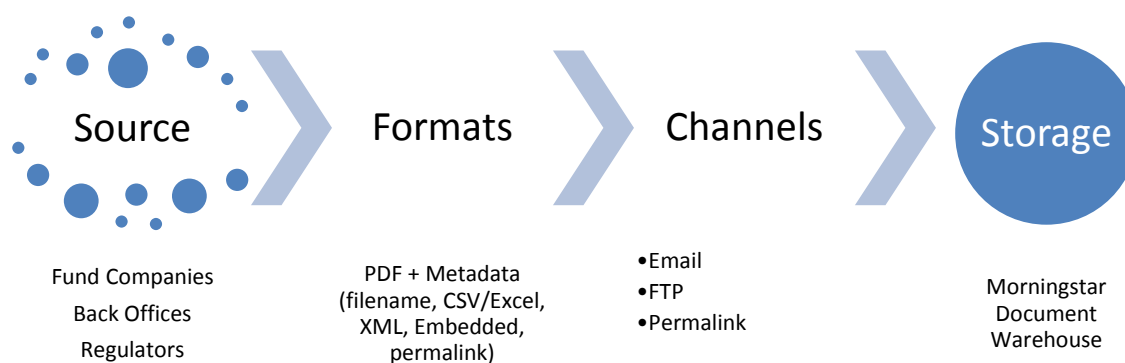 Source
Formats
Channels
Storage
Fund Companies
Back Offices
Regulators
PDF + Metadata
(filename, CSV/Excel,
XML, Embedded,
permalink)
•Email
•FTP
•Permalink
Morningstar
Document
Warehouse